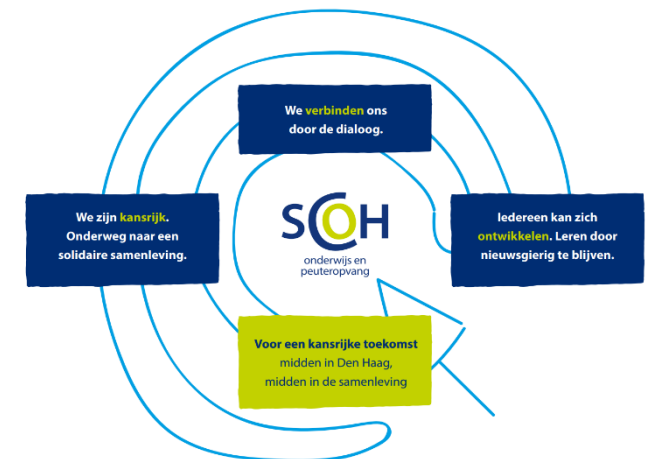 We verbinden ons
door de dialoog.
We zijn kansrijk.
Onderweg naar een
solidaire samenleving.
SCOH
onderwijs en
peuteropvang
Iedereen kan zich
ontwikkelen. Leren door
nieuwsgierig te blijven.
Voor een kansrijke toekomst
midden in Den Haag,
midden in de samenleving